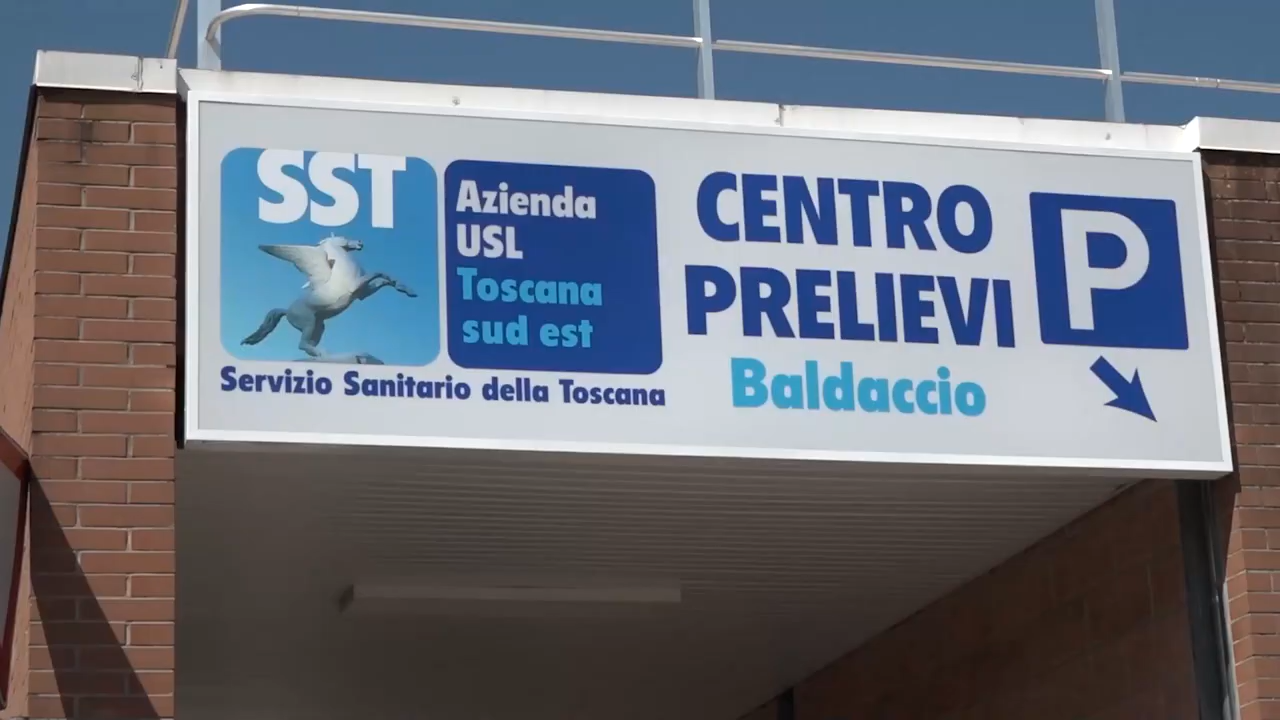 SST
Azienda
USL
Toscana
sud est
Servizio Sanitario della Toscana
CENTRO
PRELIEVI
Baldaccio
P